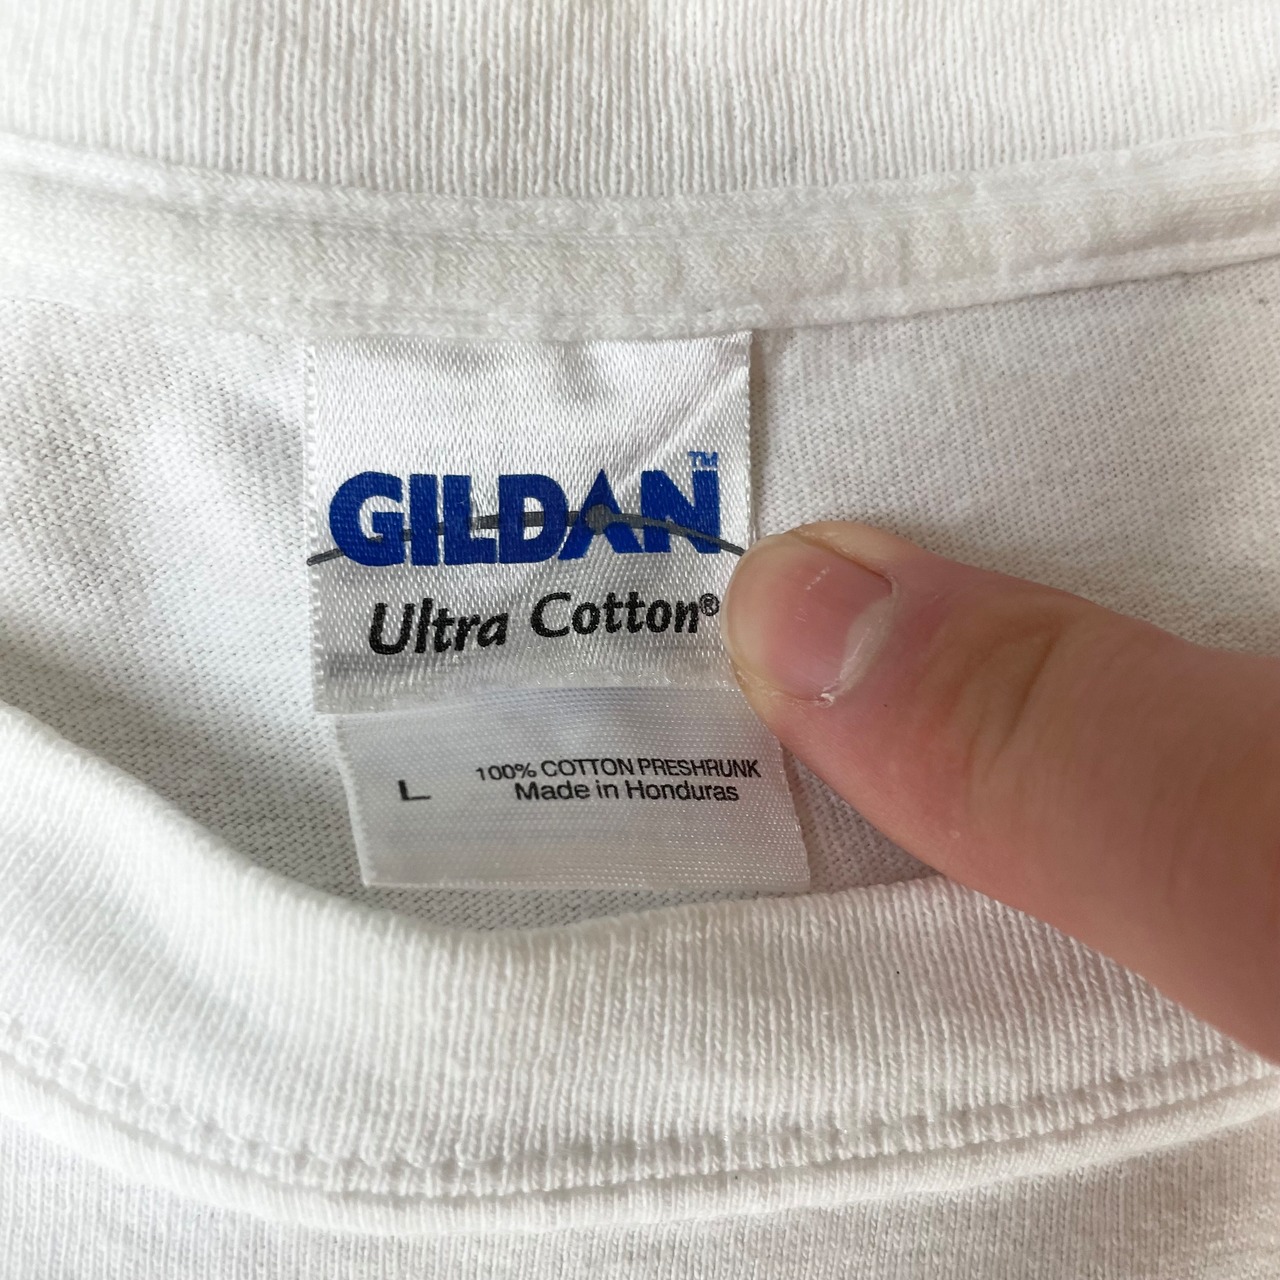 GILDAN™
Ultra Cotton®
L
100% COTTON PRESHRUNK
Made in Honduras